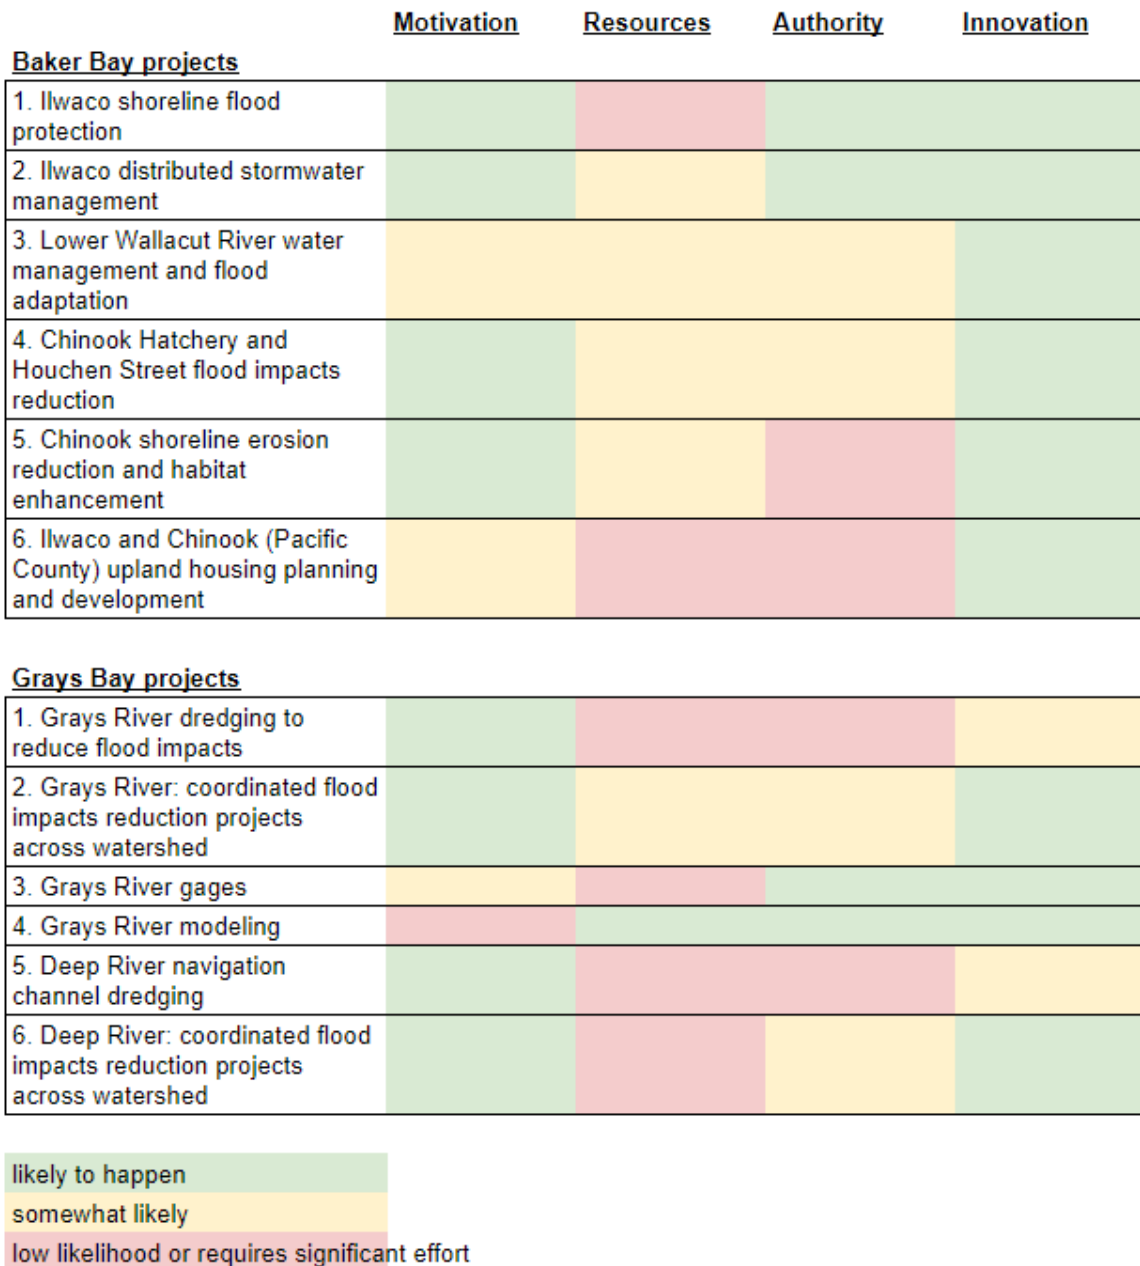 Motivation Resources Authority Innovation
Baker Bay projects
1. Ilwaco shoreline flood
protection
2. Ilwaco distributed stormwater
management
3. Lower Wallacut River water
management and flood
adaptation
4. Chinook Hatchery and
Houchen Street flood impacts
reduction
5. Chinook shoreline erosion
reduction and habitat
enhancement
6. Ilwaco and Chinook (Pacific
County) upland housing planning
and development
Grays Bay projects
1. Grays River dredging to
reduce flood impacts
2. Grays River: coordinated flood
impacts reduction projects
across watershed
3. Grays River gages
4. Grays River modeling
5. Deep River navigation
channel dredging
6. Deep River: coordinated flood
impacts reduction projects
across watershed
likely to happen
somewhat likely
low likelihood or requires significant effort